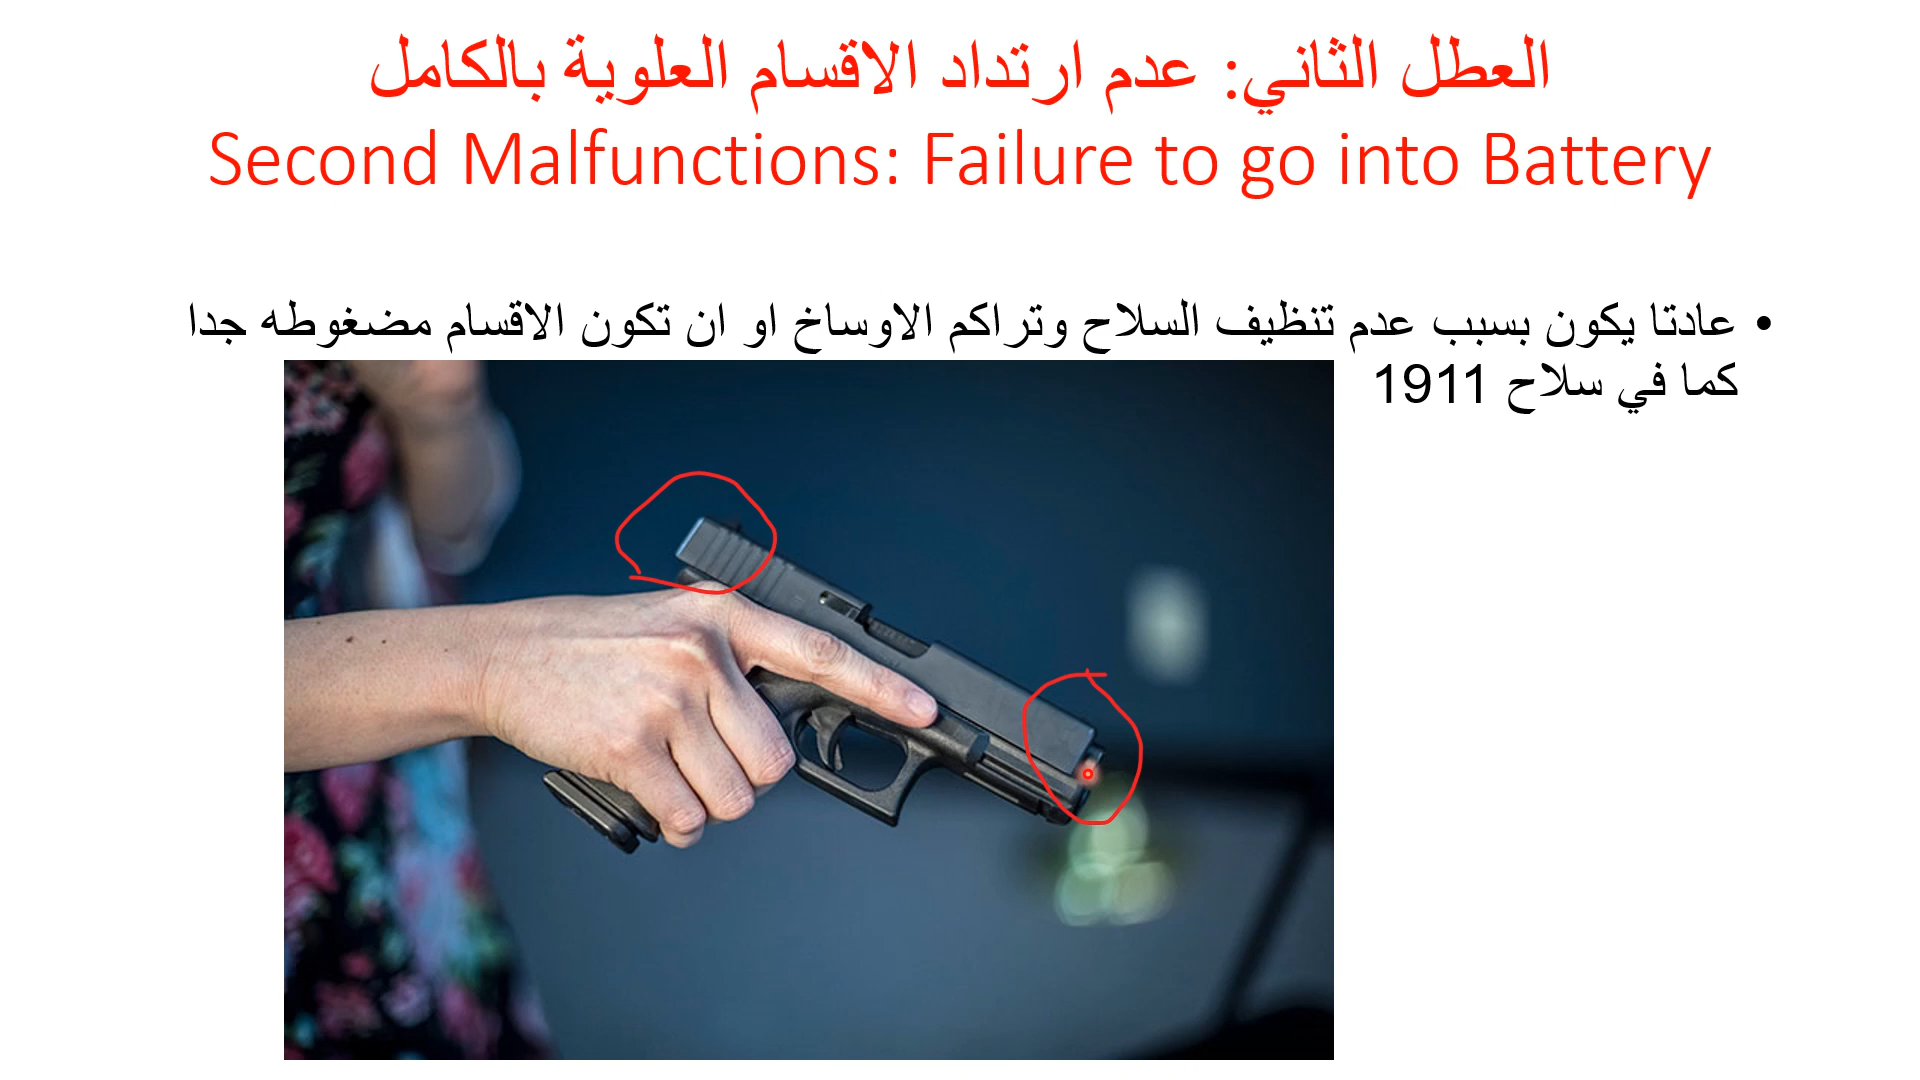 العطل الثاني: عدم ارتداد الاقسام العلوية بالكامل
Second Malfunctions: Failure to go into Battery
• عادتا يكون بسبب عدم تنظيف السلاح وتراكم الاوساخ او ان تكون الاقسام مضغوطه جدا
كما في سلاح 1911